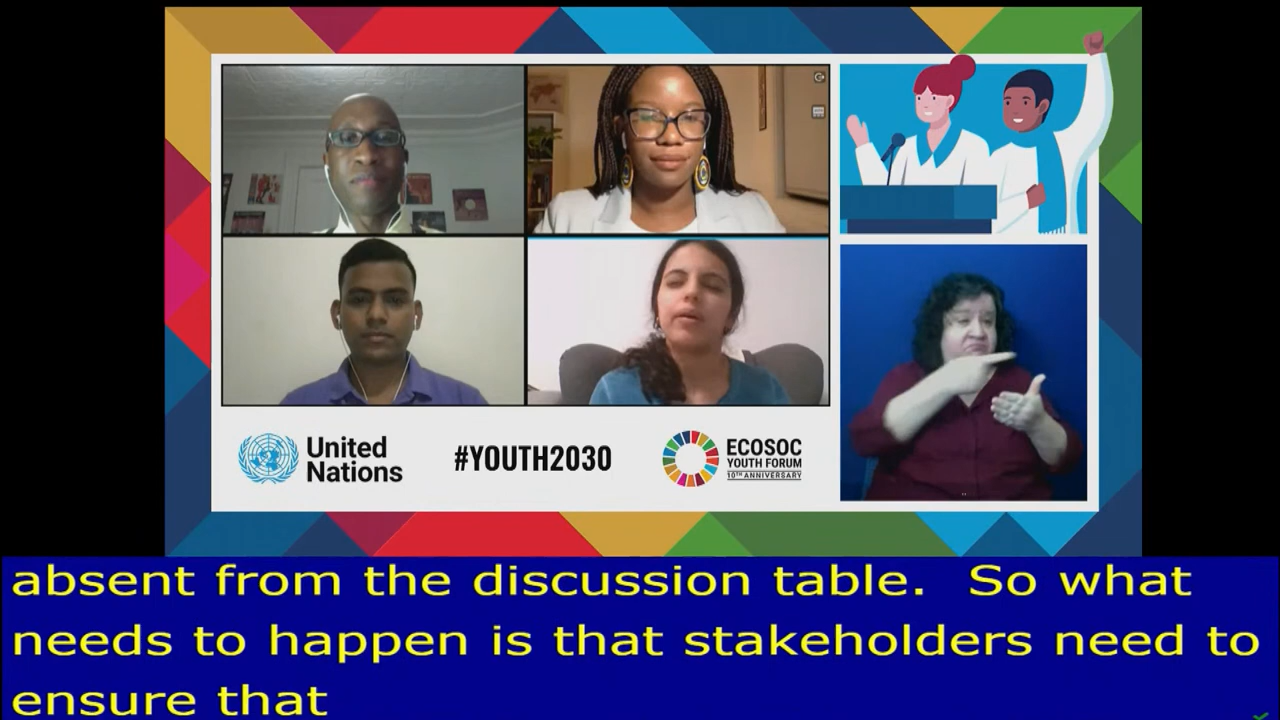 United
Nations
#YOUTH2030
ECOSOC
YOUTH FORUM
10TH ANNIVERSARY
absent from the discussion table.  So what
needs to happen is that stakeholders need to
ensure that